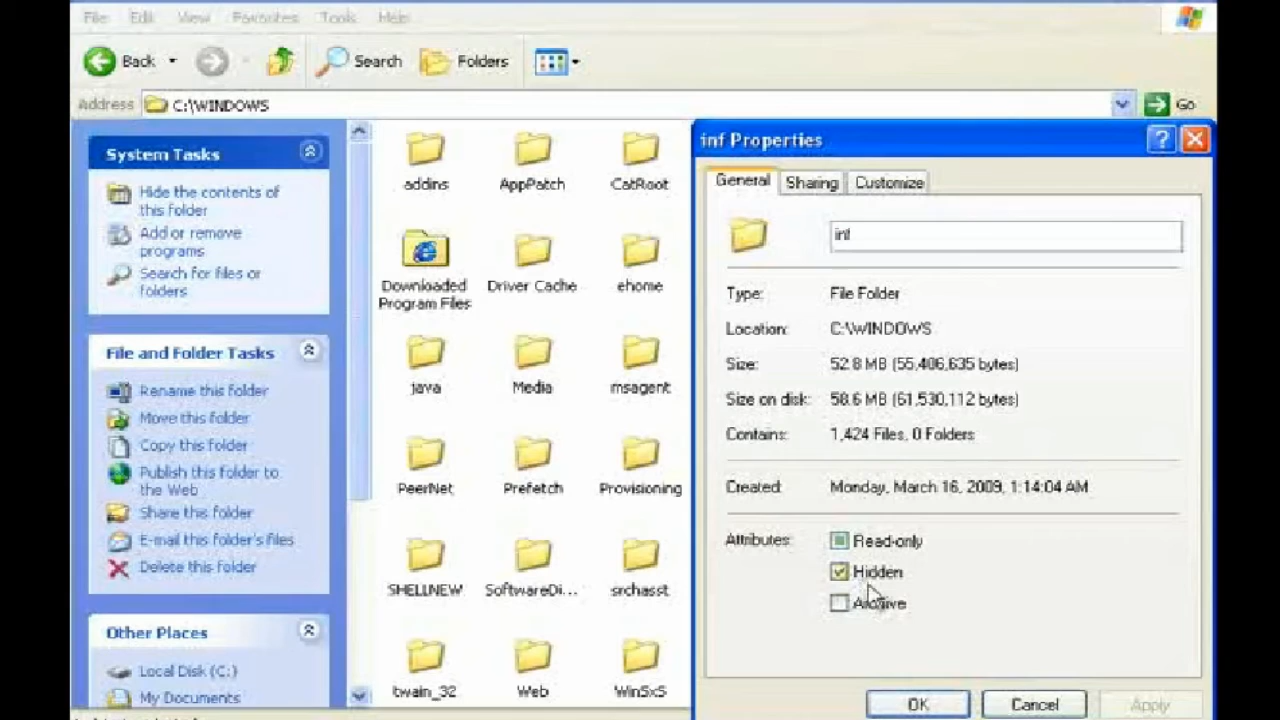 File Edit View Favorites Tools Help
Back Search Folders
Address C:\WINDOWS Go
System Tasks
Hide the contents of
this folder
Add or remove
programs
Search for files or
folders
File and Folder Tasks
Rename this folder
Move this folder
Copy this folder
Publish this folder to
the Web
Share this folder
E-mail this folder's files
Delete this folder
Other Places
Local Disk (C:)
My Documents
addins AppPatch CatRoot
Downloaded
Program Files Driver Cache ehome
java Media msagent
PeerNet Prefetch Provisioning
SHELLNEW SoftwareDi... srchasst
twain_32 Web WinSxS
inf Properties
General Sharing Customize
inf
Type: File Folder
Location: C:\WINDOWS
Size: 52.8 MB (55,406,635 bytes)
Size on disk: 58.6 MB (61,530,112 bytes)
Contains: 1,424 Files, 0 Folders
Created: Monday, March 16, 2009, 1:14:04 AM
Attributes: Read-only
Hidden
Archive
OK Cancel Apply